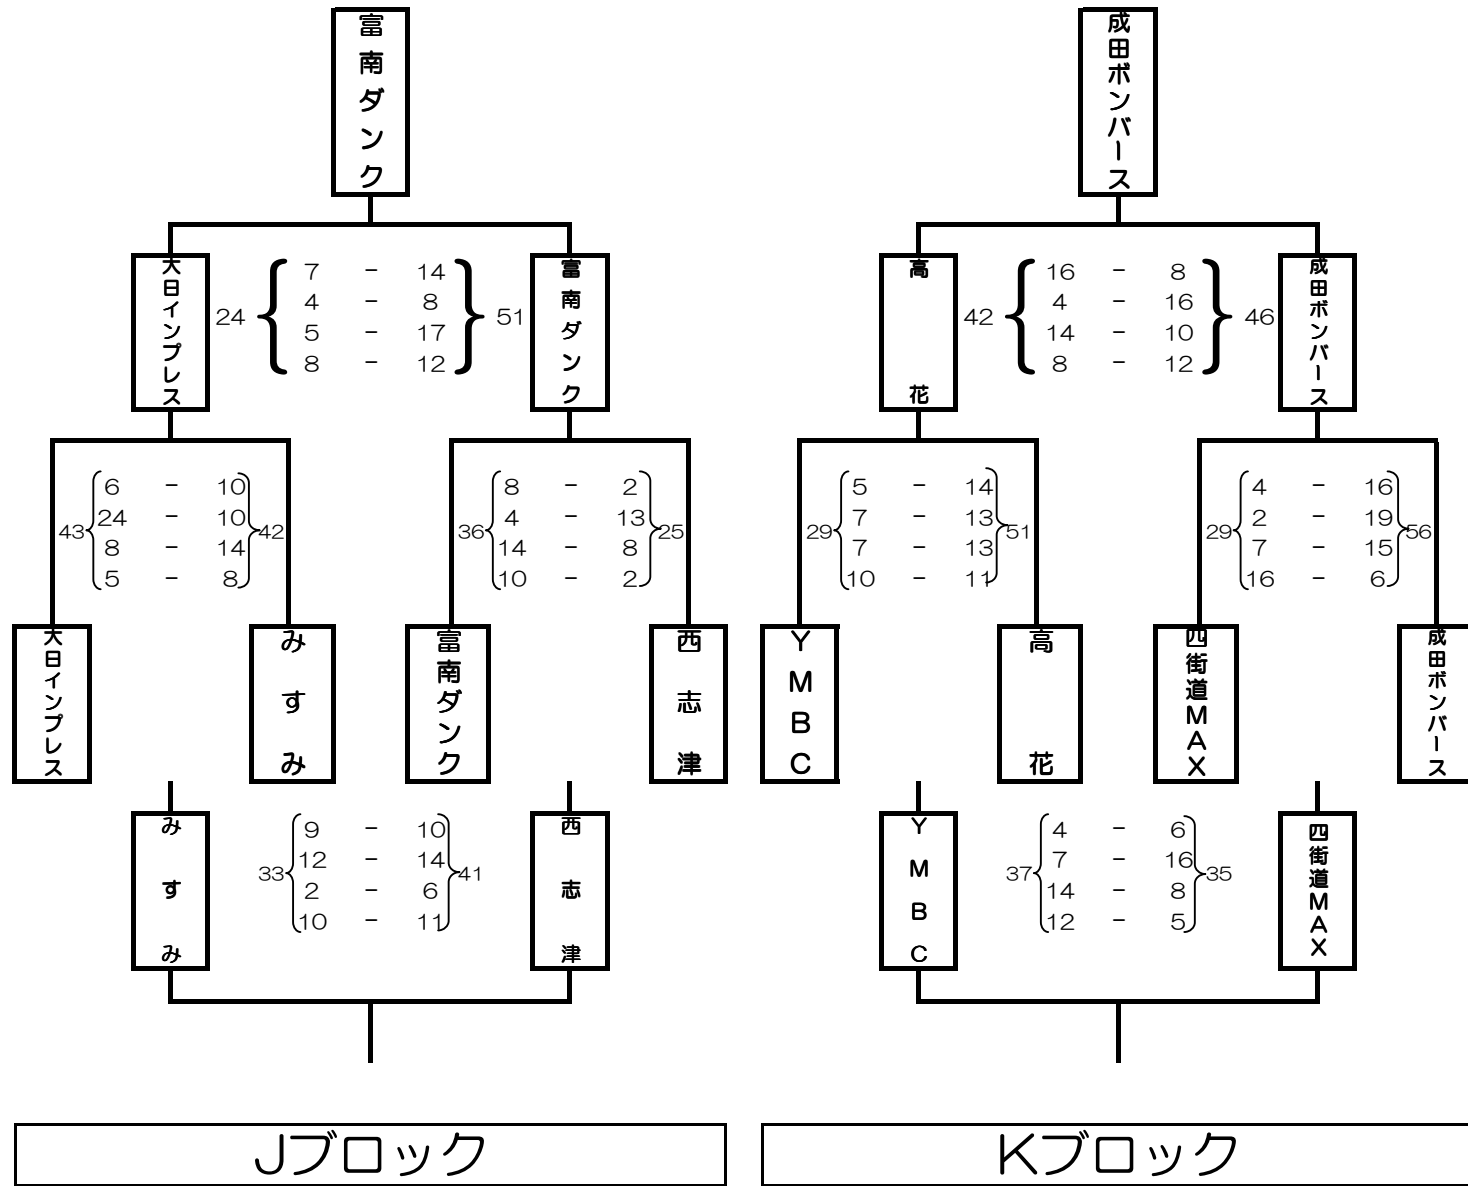 富南ダンク
大日インプレス
24
7 - 14
4 - 8
5 - 17
8 - 12
51
富南ダンク
43
6 - 10
24 - 10
8 - 14
5 - 8
42
36
8 - 2
4 - 13
14 - 8
10 - 2
25
大日インプレス
みすみ
富南ダンク
西志津
みすみ
33
9 - 10
12 - 14
2 - 6
10 - 11
41
西志津
Jブロック
成田ボンバース
高花
42
16 - 8
4 - 16
14 - 10
8 - 12
46
成田ボンバース
29
5 - 14
7 - 13
7 - 13
10 - 11
51
29
4 - 16
2 - 19
7 - 15
16 - 6
56
YMBC
高花
四街道MAX
成田ボンバース
YMBC
37
4 - 6
7 - 16
14 - 8
12 - 5
35
四街道MAX
Kブロック